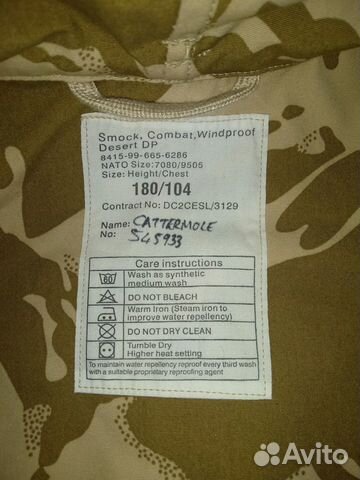 Smock, Combat,Windproof
Desert DP
8415-99-665-6286
NATO Size:7080/9505
Size: Height/Chest
180/104
Contract No:DC2CESL/3129
Name: CATTERMOLE
No: 545933
Care instructions
60 Wash as synthetic
medium wash
DO NOT BLEACH
Warm Iron (Steam iron to
improve water repellency)
DO NOT DRY CLEAN
Turmble Dry
Higher heat setting
To maintain water repellency reproof every third wash
with a suitable proprietary reproofing agent
Avito